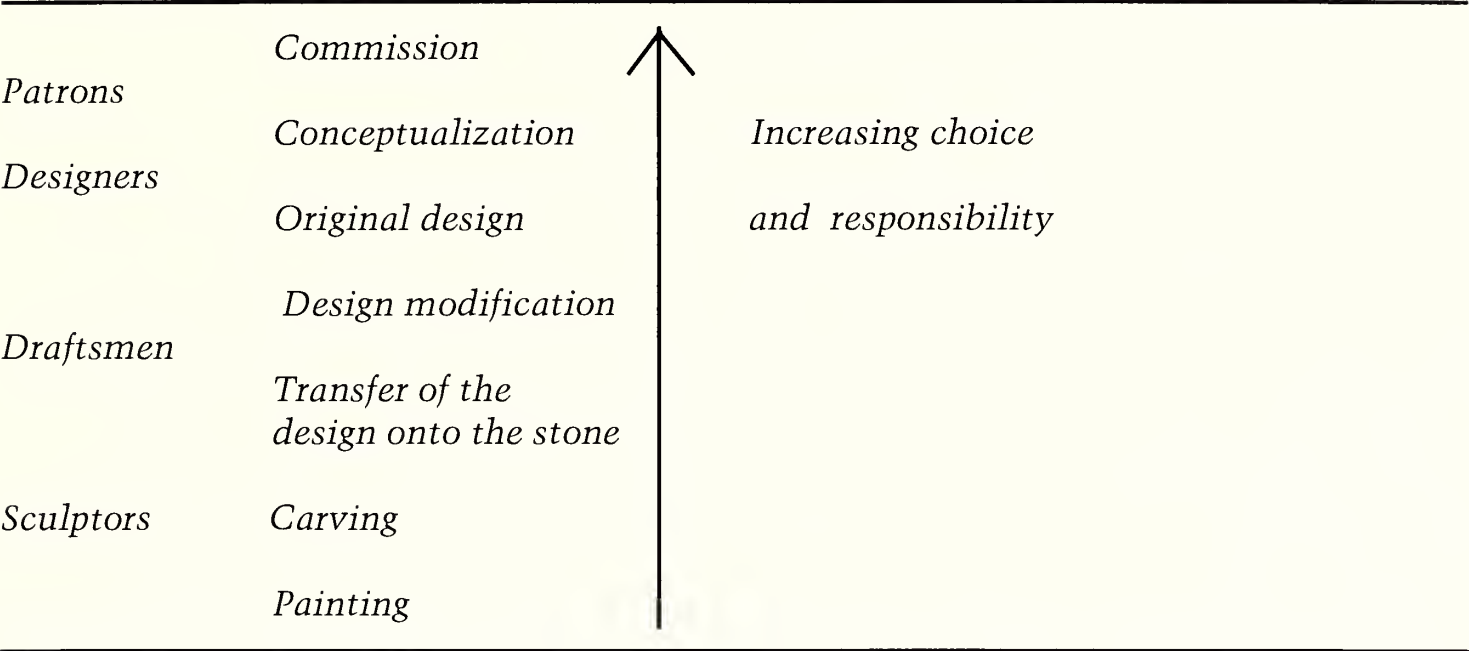 Commission
Patrons
Conceptualization
Increasing choice
Designers
Original design
and responsibility
Design modification
Draftsmen
Transfer of the
design onto the stone
Sculptors
Carving
Painting